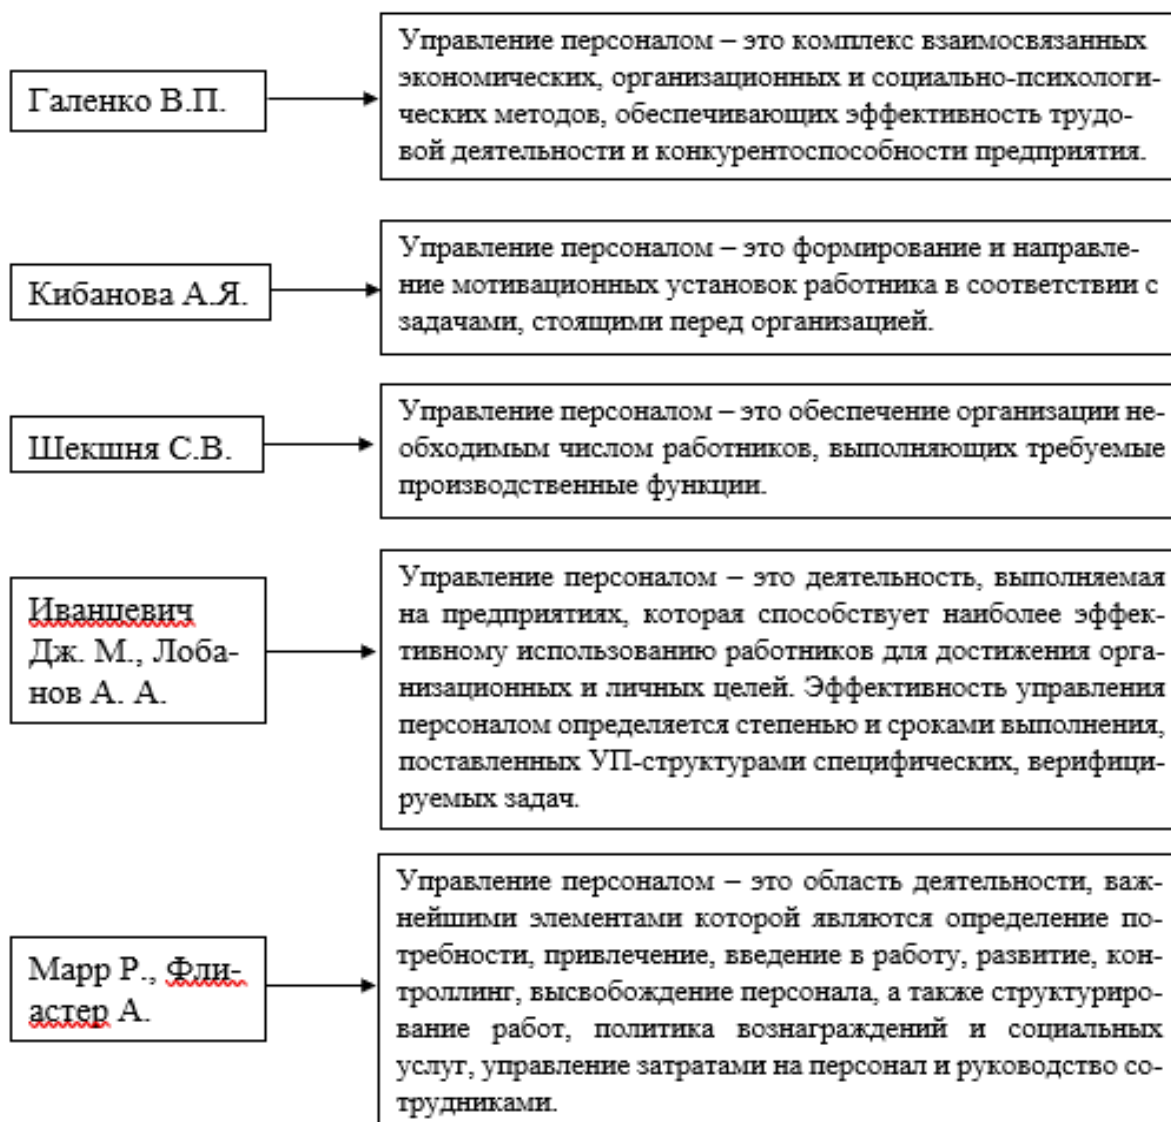 Галенко В.П.
Управление персоналом – это комплекс взаимосвязанных
экономических, организационных и социально-психологи-
ческих методов, обеспечивающих эффективность трудо-
вой деятельности и конкурентоспособности предприятия.
Кибанова А.Я.
Управление персоналом – это формирование и направле-
ние мотивационных установок работника в соответствии с
задачами, стоящими перед организацией.
Шекшня С.В.
Управление персоналом – это обеспечение организации не-
обходимым числом работников, выполняющих требуемые
производственные функции.
Иванцевич
Дж. М., Лоба-
нов А. А.
Управление персоналом – это деятельность, выполняемая
на предприятиях, которая способствует наиболее эффек-
тивному использованию работников для достижения орга-
низационных и личных целей. Эффективность управления
персоналом определяется степенью и сроками выполнения,
поставленных УП-структурами специфических, верифици-
руемых задач.
Марр Р., Фли-
астер А.
Управление персоналом – это область деятельности, важ-
нейшими элементами которой являются определение по-
требности, привлечение, введение в работу, развитие, кон-
троллинг, высвобождение персонала, а также структуриро-
вание работ, политика вознаграждений и социальных
услуг, управление затратами на персонал и руководство со-
трудниками.